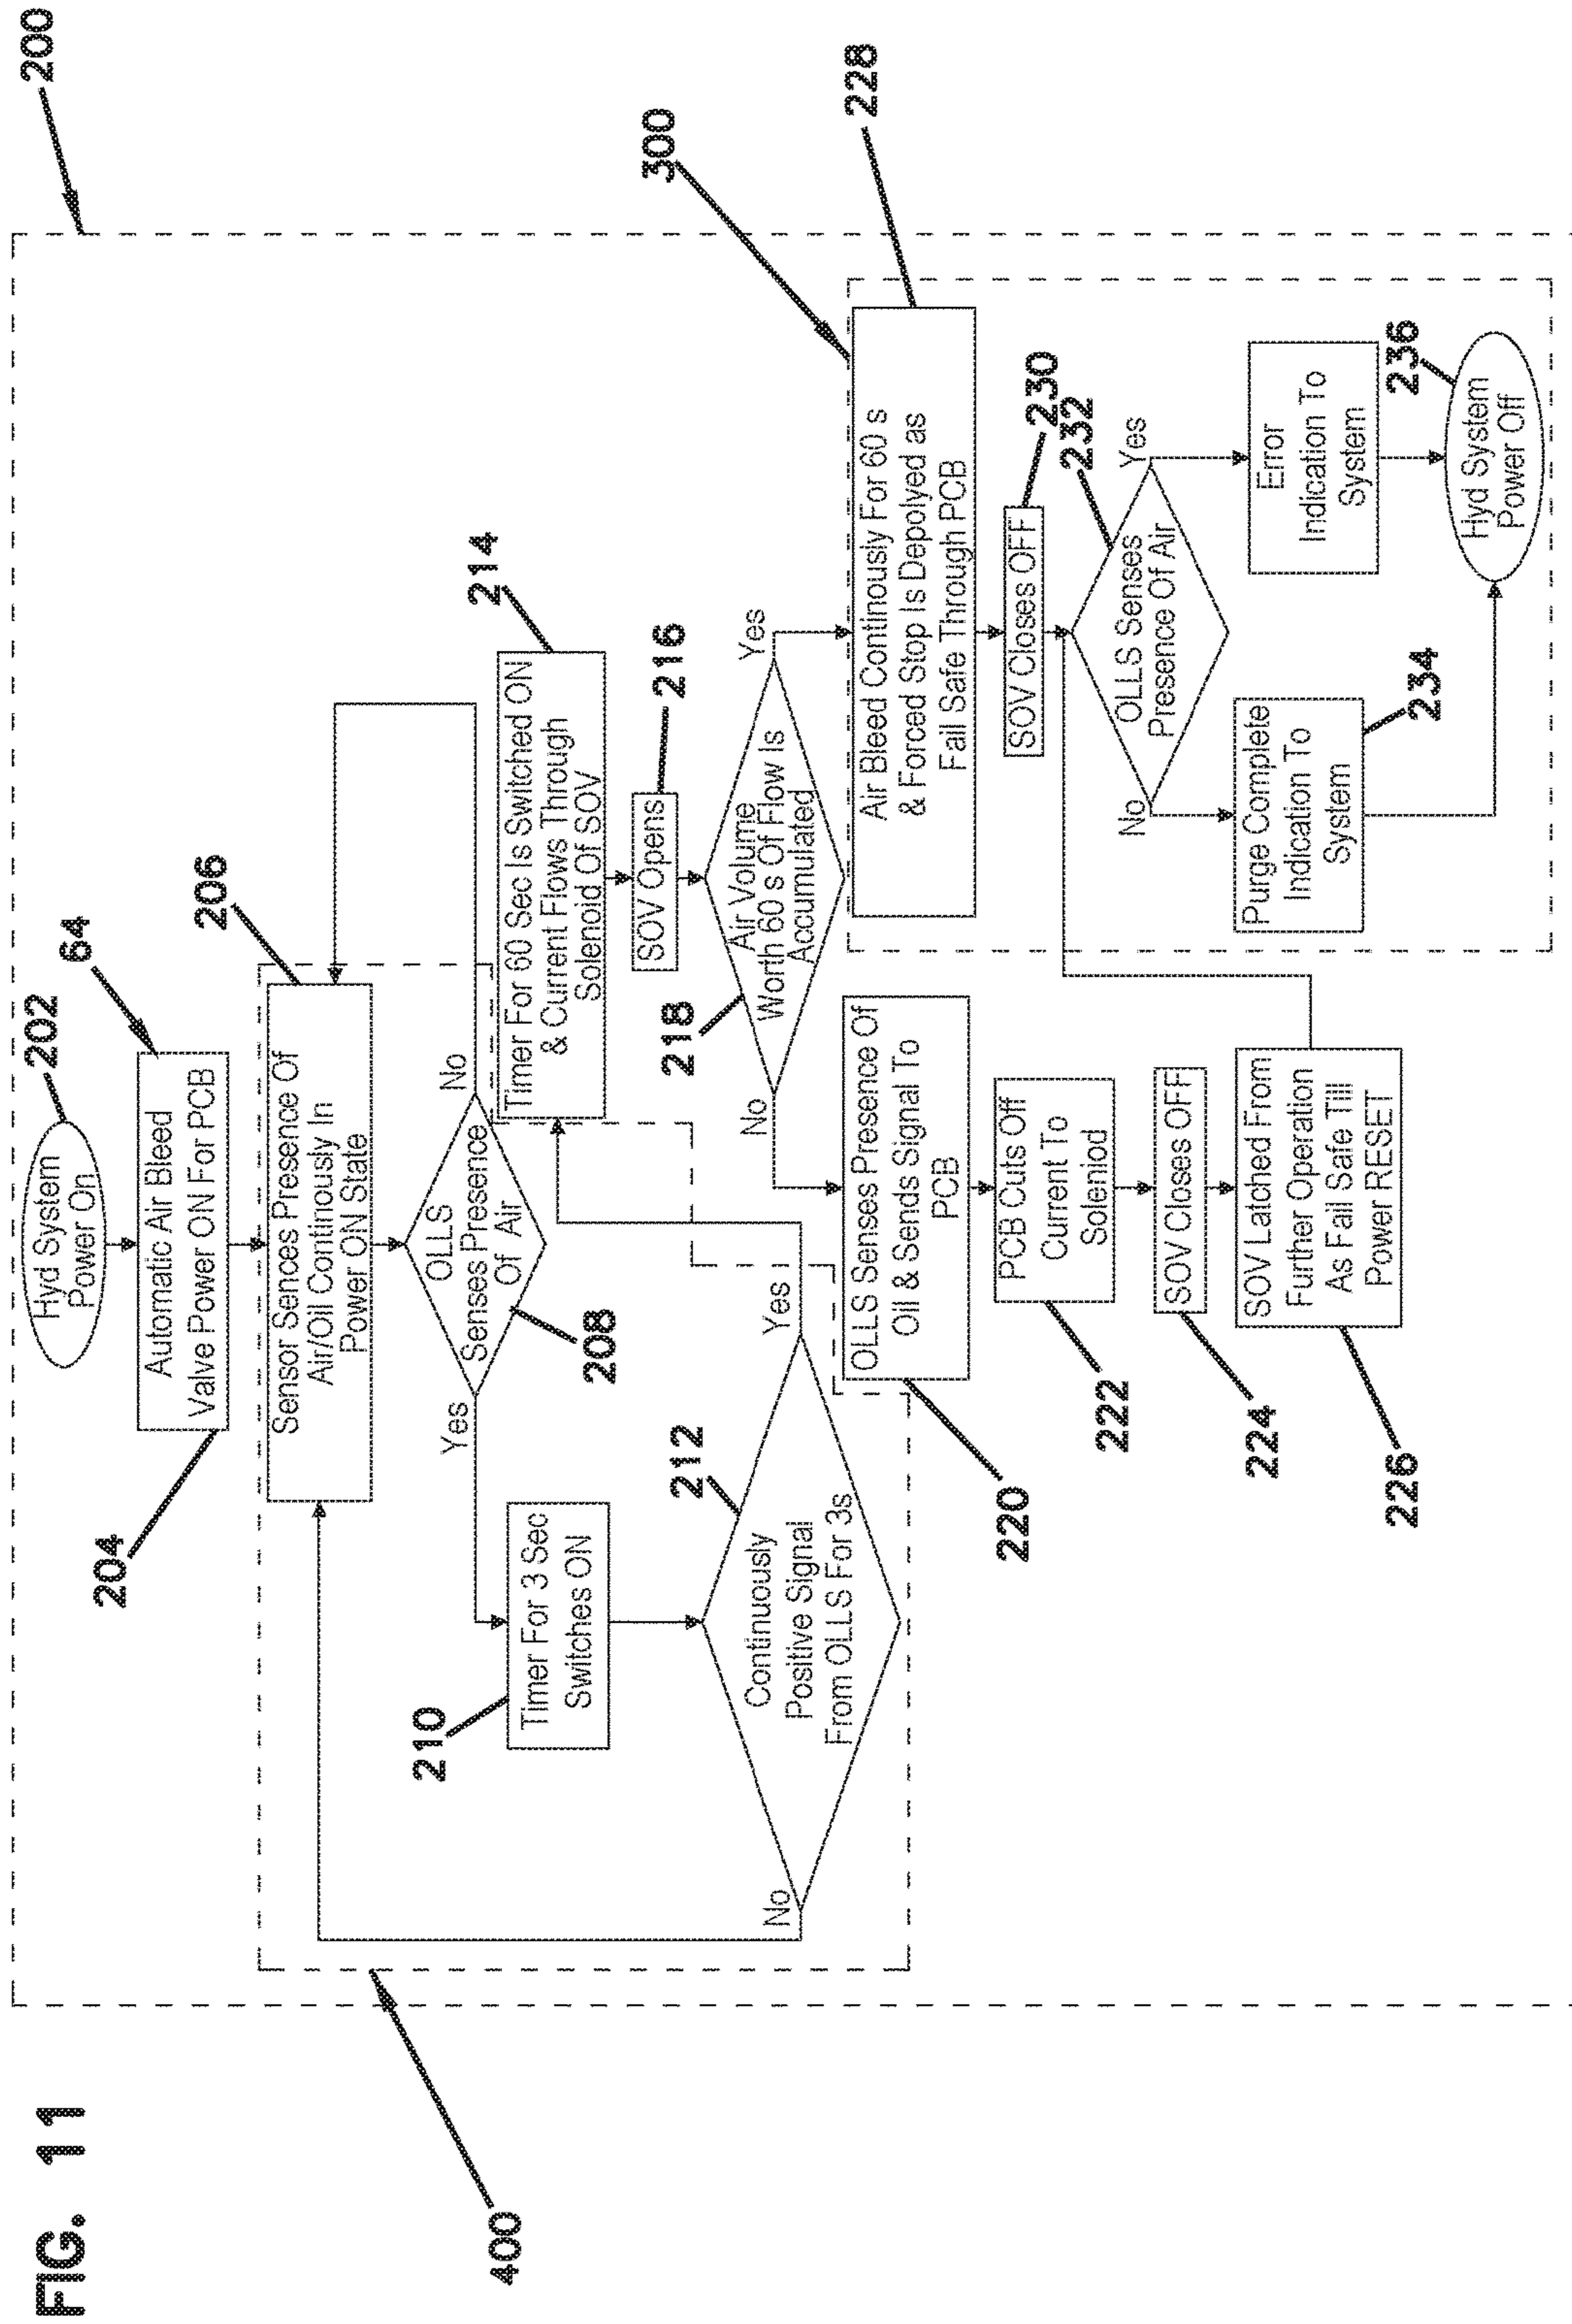 FIG. 11
200
Hyd System
Power On
202
64
Automatic Air Bleed
Valve Power ON For PCB
204
206
Sensor Sences Presence Of
Air/Oil Continously In
Power ON State
400
OLLS
Senses Presence
Of Air
208
No
Yes
Timer For 3 Sec
Switches ON
210
Continuously
Positive Signal
From OLLS For 3s
212
No
Yes
214
Timer For 60 Sec Is Switched ON
& Current Flows Through
Solenoid Of SOV
SOV Opens
216
Air Volume
Worth 60 s Of Flow Is
Accumulated
218
No
Yes
OLLS Senses Presence Of
Oil & Sends Signal To
PCB
220
PCB Cuts Off
Current To
Soleniod
222
SOV Closes OFF
224
SOV Latched From
Further Operation
As Fail Safe Till
Power RESET
226
300
228
Air Bleed Continously For 60 s
& Forced Stop Is Depolyed as
Fail Safe Through PCB
SOV Closes OFF
230
OLLS Senses
Presence Of Air
232
No
Yes
Purge Complete
Indication To
System
234
Error
Indication To
System
236
Hyd System
Power Off